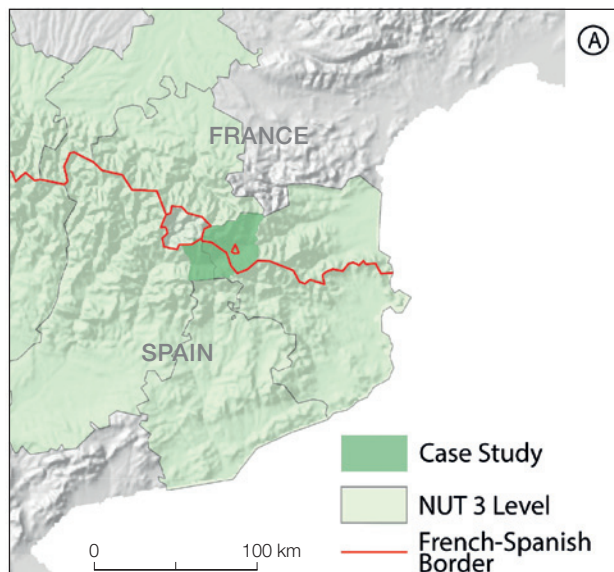 A
FRANCE
SPAIN
Case Study
NUT 3 Level
French-Spanish
Border
0 100 km